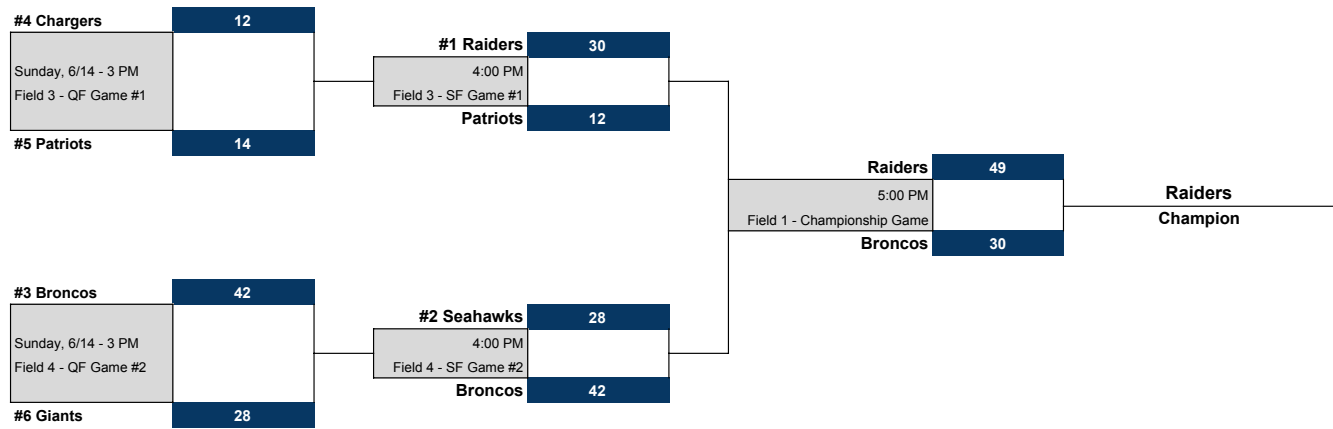 #4 Chargers 12
Sunday, 6/14 - 3 PM
Field 3 - QF Game #1
#5 Patriots 14
#1 Raiders 30
4:00 PM
Field 3 - SF Game #1
Patriots 12
Raiders 49
5:00 PM
Field 1 - Championship Game
Broncos 30
Raiders
Champion
#3 Broncos 42
Sunday, 6/14 - 3 PM
Field 4 - QF Game #2
#6 Giants 28
#2 Seahawks 28
4:00 PM
Field 4 - SF Game #2
Broncos 42